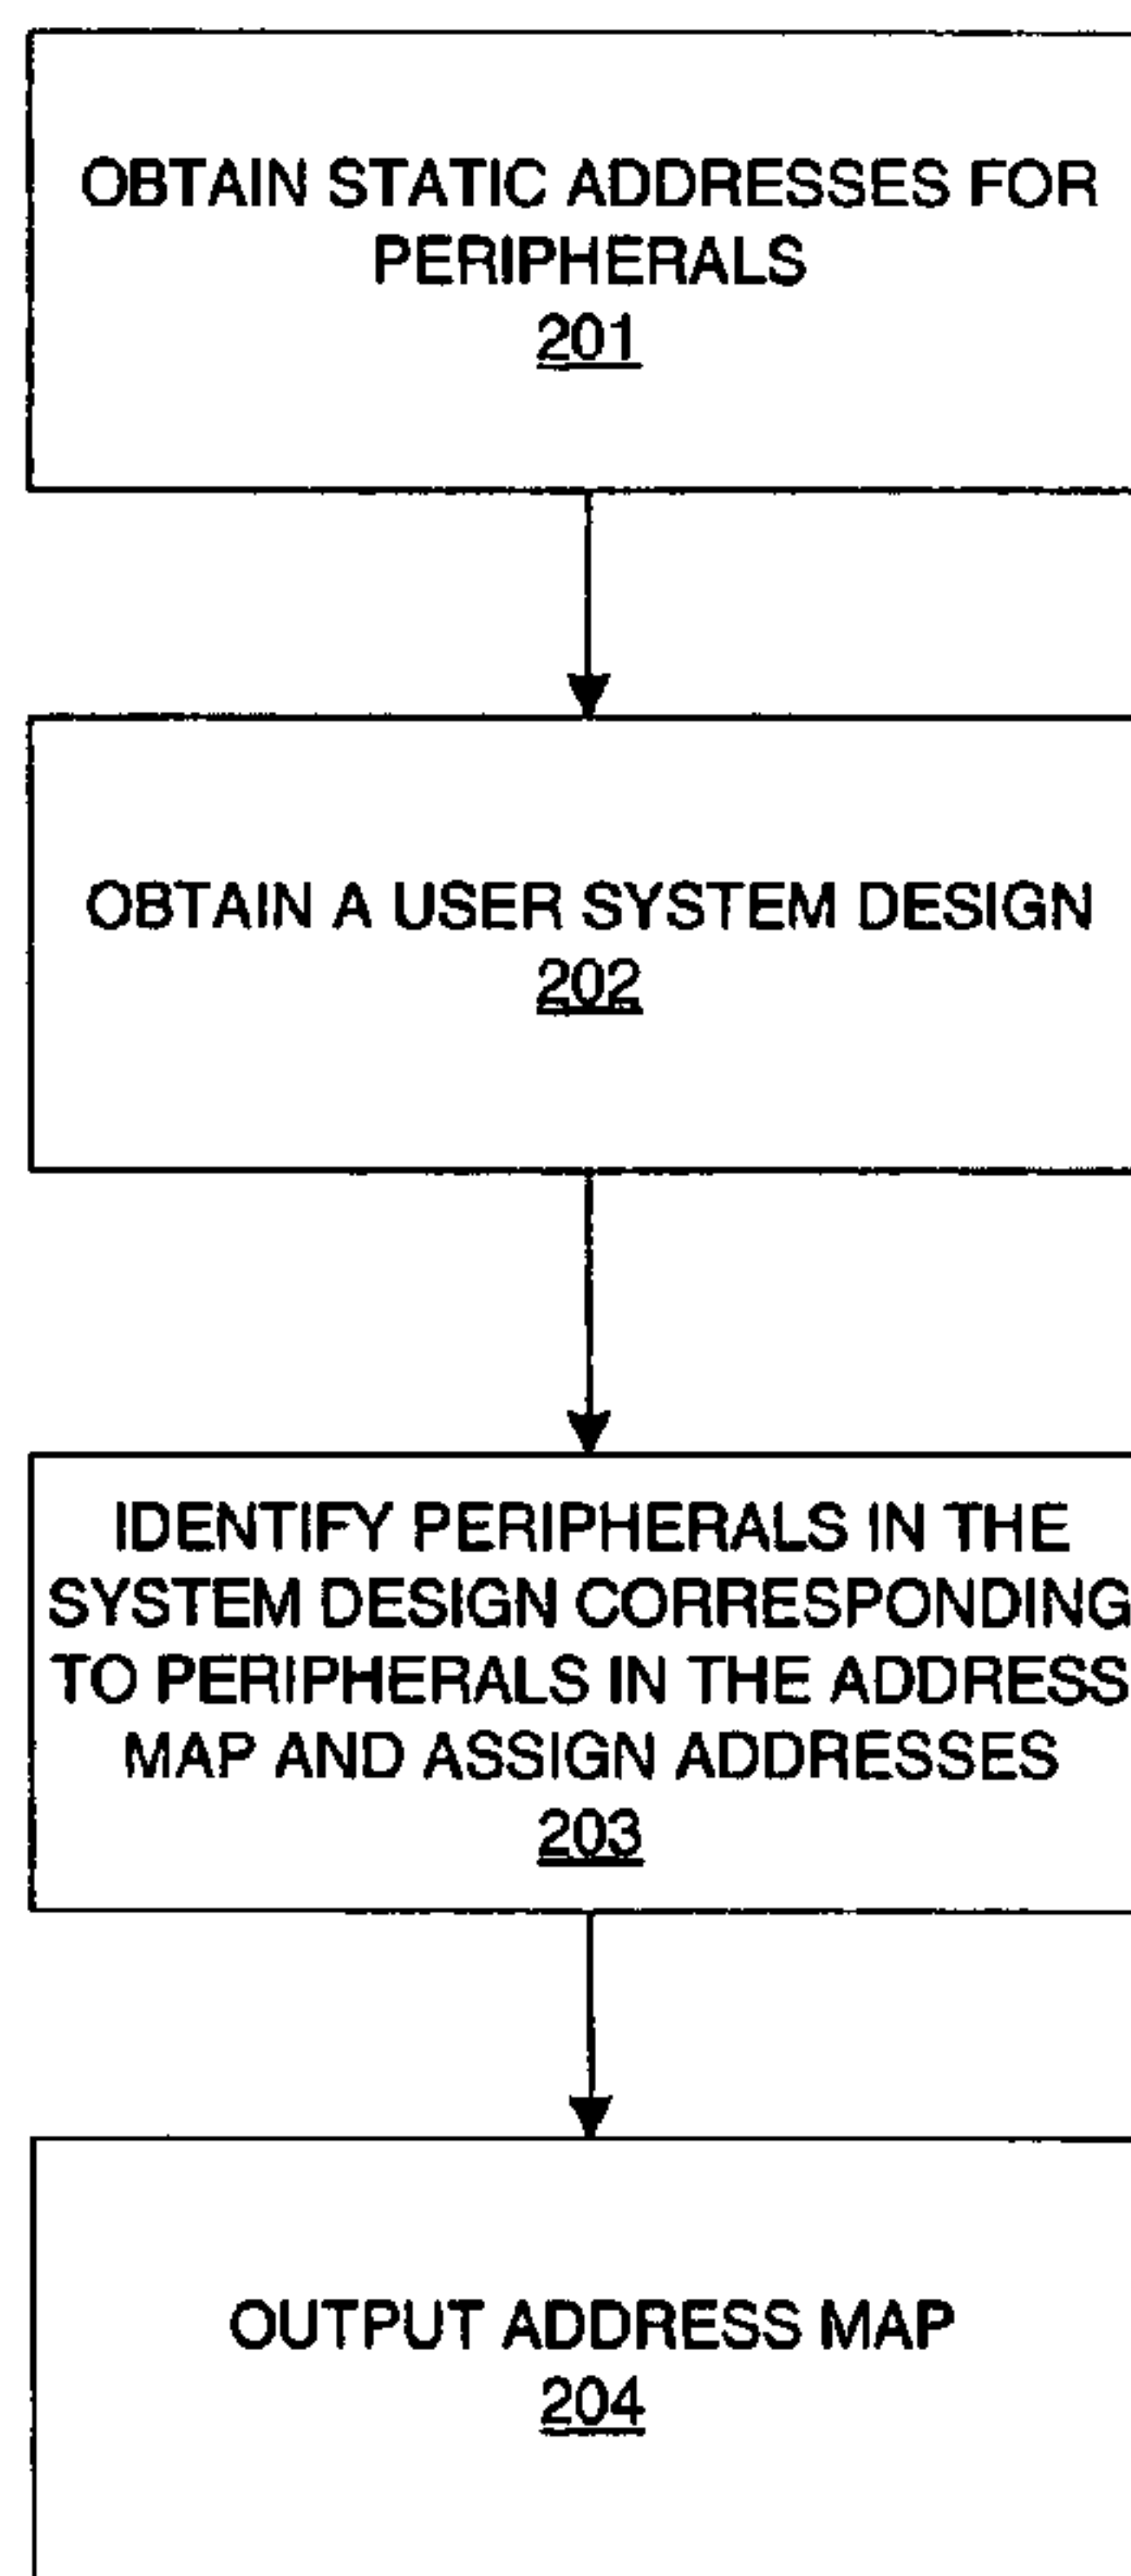 OBTAIN STATIC ADDRESSES FOR
PERIPHERALS
201
OBTAIN A USER SYSTEM DESIGN
202
IDENTIFY PERIPHERALS IN THE
SYSTEM DESIGN CORRESPONDING
TO PERIPHERALS IN THE ADDRESS
MAP AND ASSIGN ADDRESSES
203
OUTPUT ADDRESS MAP
204